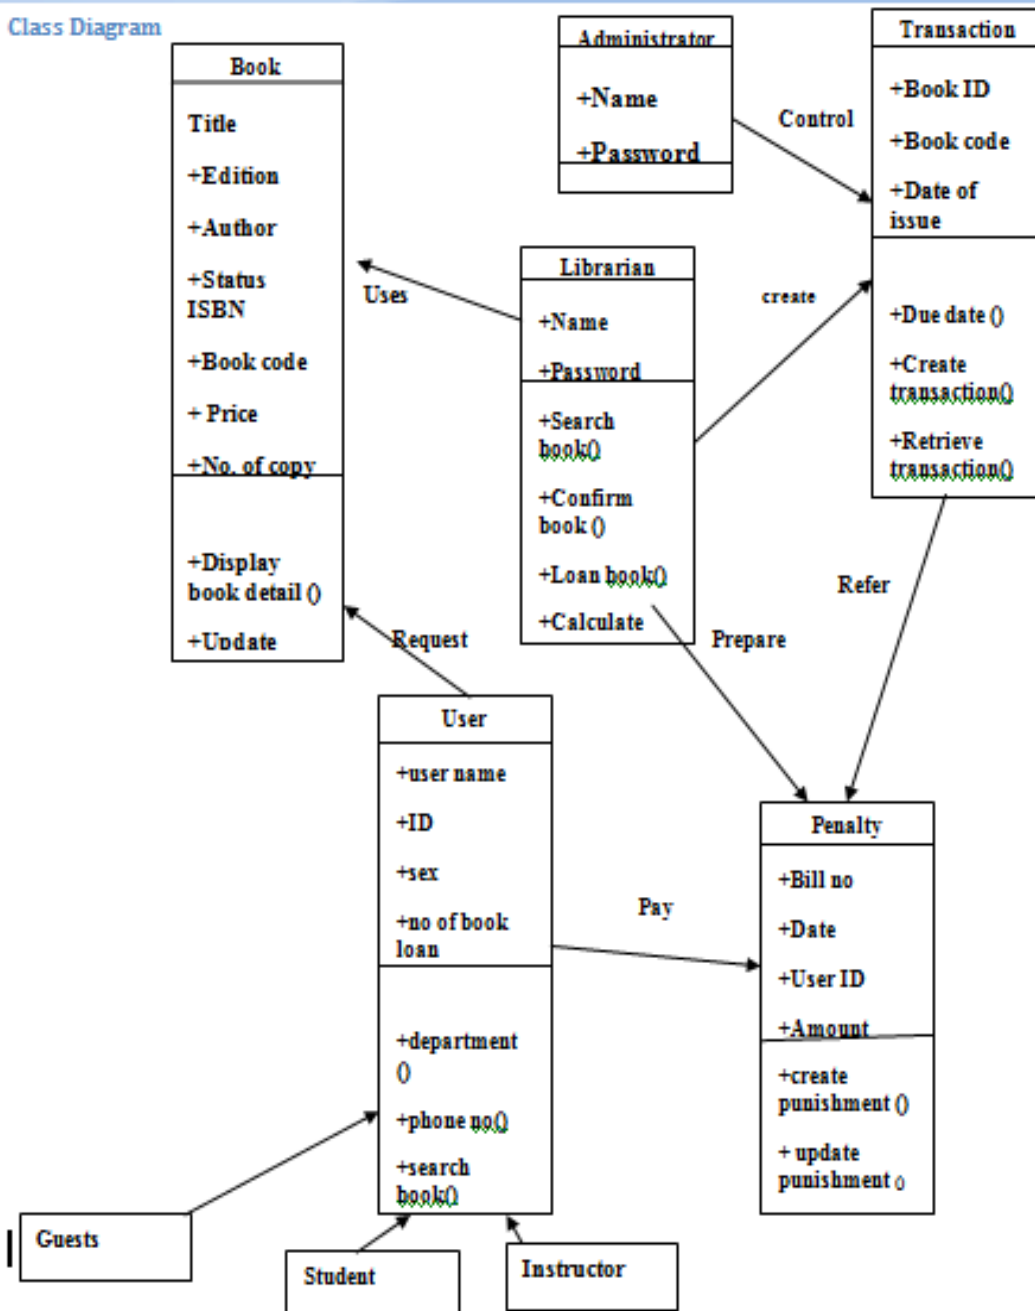 Class Diagram
Book
Title
+Edition
+Author
+Status
ISBN
+Book code
+ Price
+No. of copy
+Display
book detail ()
+Update
Administrator
+Name
+Password
Transaction
+Book ID
+Book code
+Date of
issue
+Due date ()
+Create
transaction()
+Retrieve
transaction()
Control
Librarian
+Name
+Password
+Search
book()
+Confirm
book ()
+Loan book()
+Calculate
Uses
create
Request
Prepare
Refer
User
+user name
+ID
+sex
+no of book
loan
+department
()
+phone no()
+search
book()
Pay
Penalty
+Bill no
+Date
+User ID
+Amount
+create
punishment ()
+ update
punishment ()
Guests
Student
Instructor